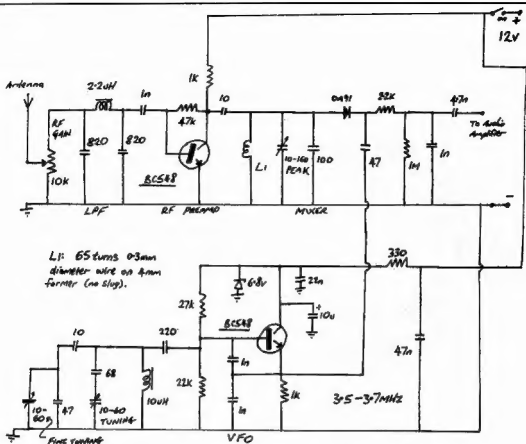 on
+
12v
1k
Antenna
2.2uH
1n
47k
10
OA91
22K
47n
To Audio
Amplifier
RF
GAIN
10k
820
820
BC548
L1
10-160
PEAK
100
47
1M
1n
LPF
RF PREAMP
MIXER
-
L1: 65 turns 0.3mm
diameter wire on 4mm
former (no slug).
330
6.8v
22n
+
10u
27k
BC548
10
220
1n
47n
68
10uH
22K
1n
1k
3.5-3.7MHz
10-
60
47
10-60
TUNING
FINE TUNING
VFO